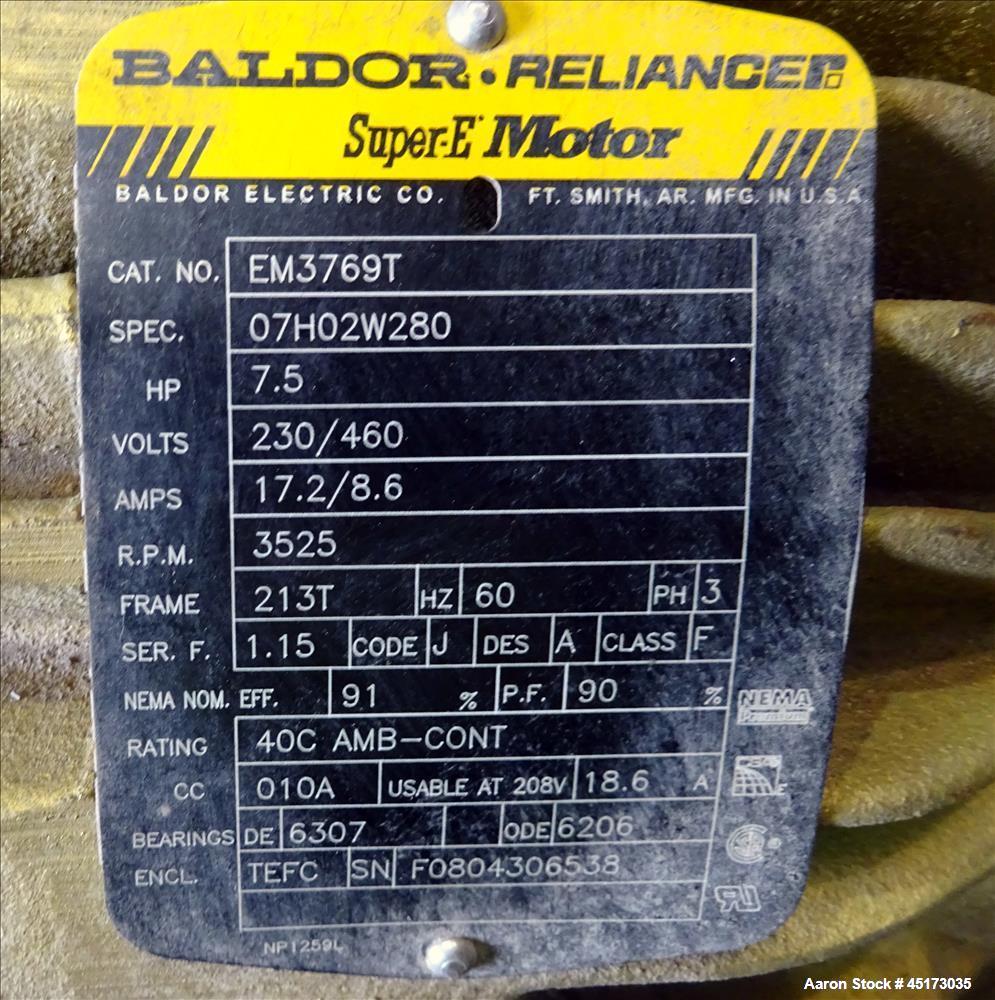 BALDOR • RELIANCER
Super-E Motor
BALDOR ELECTRIC CO. FT. SMITH, AR. MFG. IN U.S.A
CAT. NO. EM3769T
SPEC. 07H02W280
HP 7.5
VOLTS 230/460
AMPS 17.2/8.6
R.P.M. 3525
FRAME 213T HZ 60 PH 3
SER. F. 1.15 CODE J DES A CLASS F
NEMA NOM. EFF. 91 % P.F. 90 %
NEMA
Premium
RATING 40C AMB-CONT
CC 010A USABLE AT 208V 18.6 A
BEARINGS DE 6307 ODE 6206
ENCL. TEFC SN F0804306538
NP1259L
Aaron Stock # 45173035